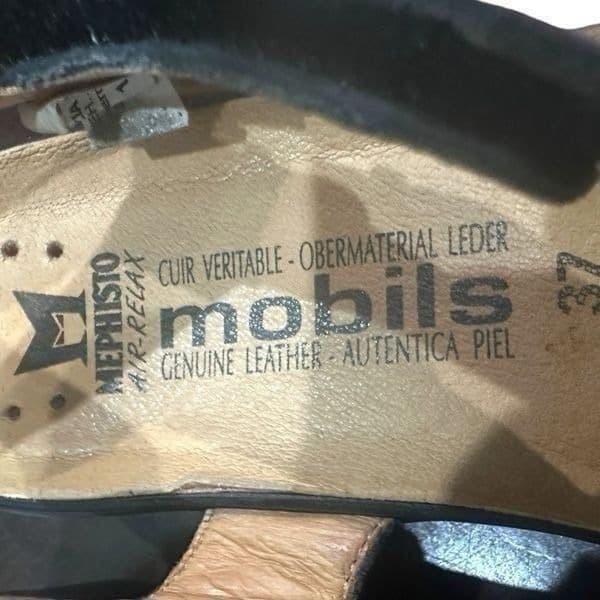 MEPHISTO
AIR-RELAX
CUIR VERITABLE - OBERMATERIAL LEDER
mobils
GENUINE LEATHER - AUTENTICA PIEL
37